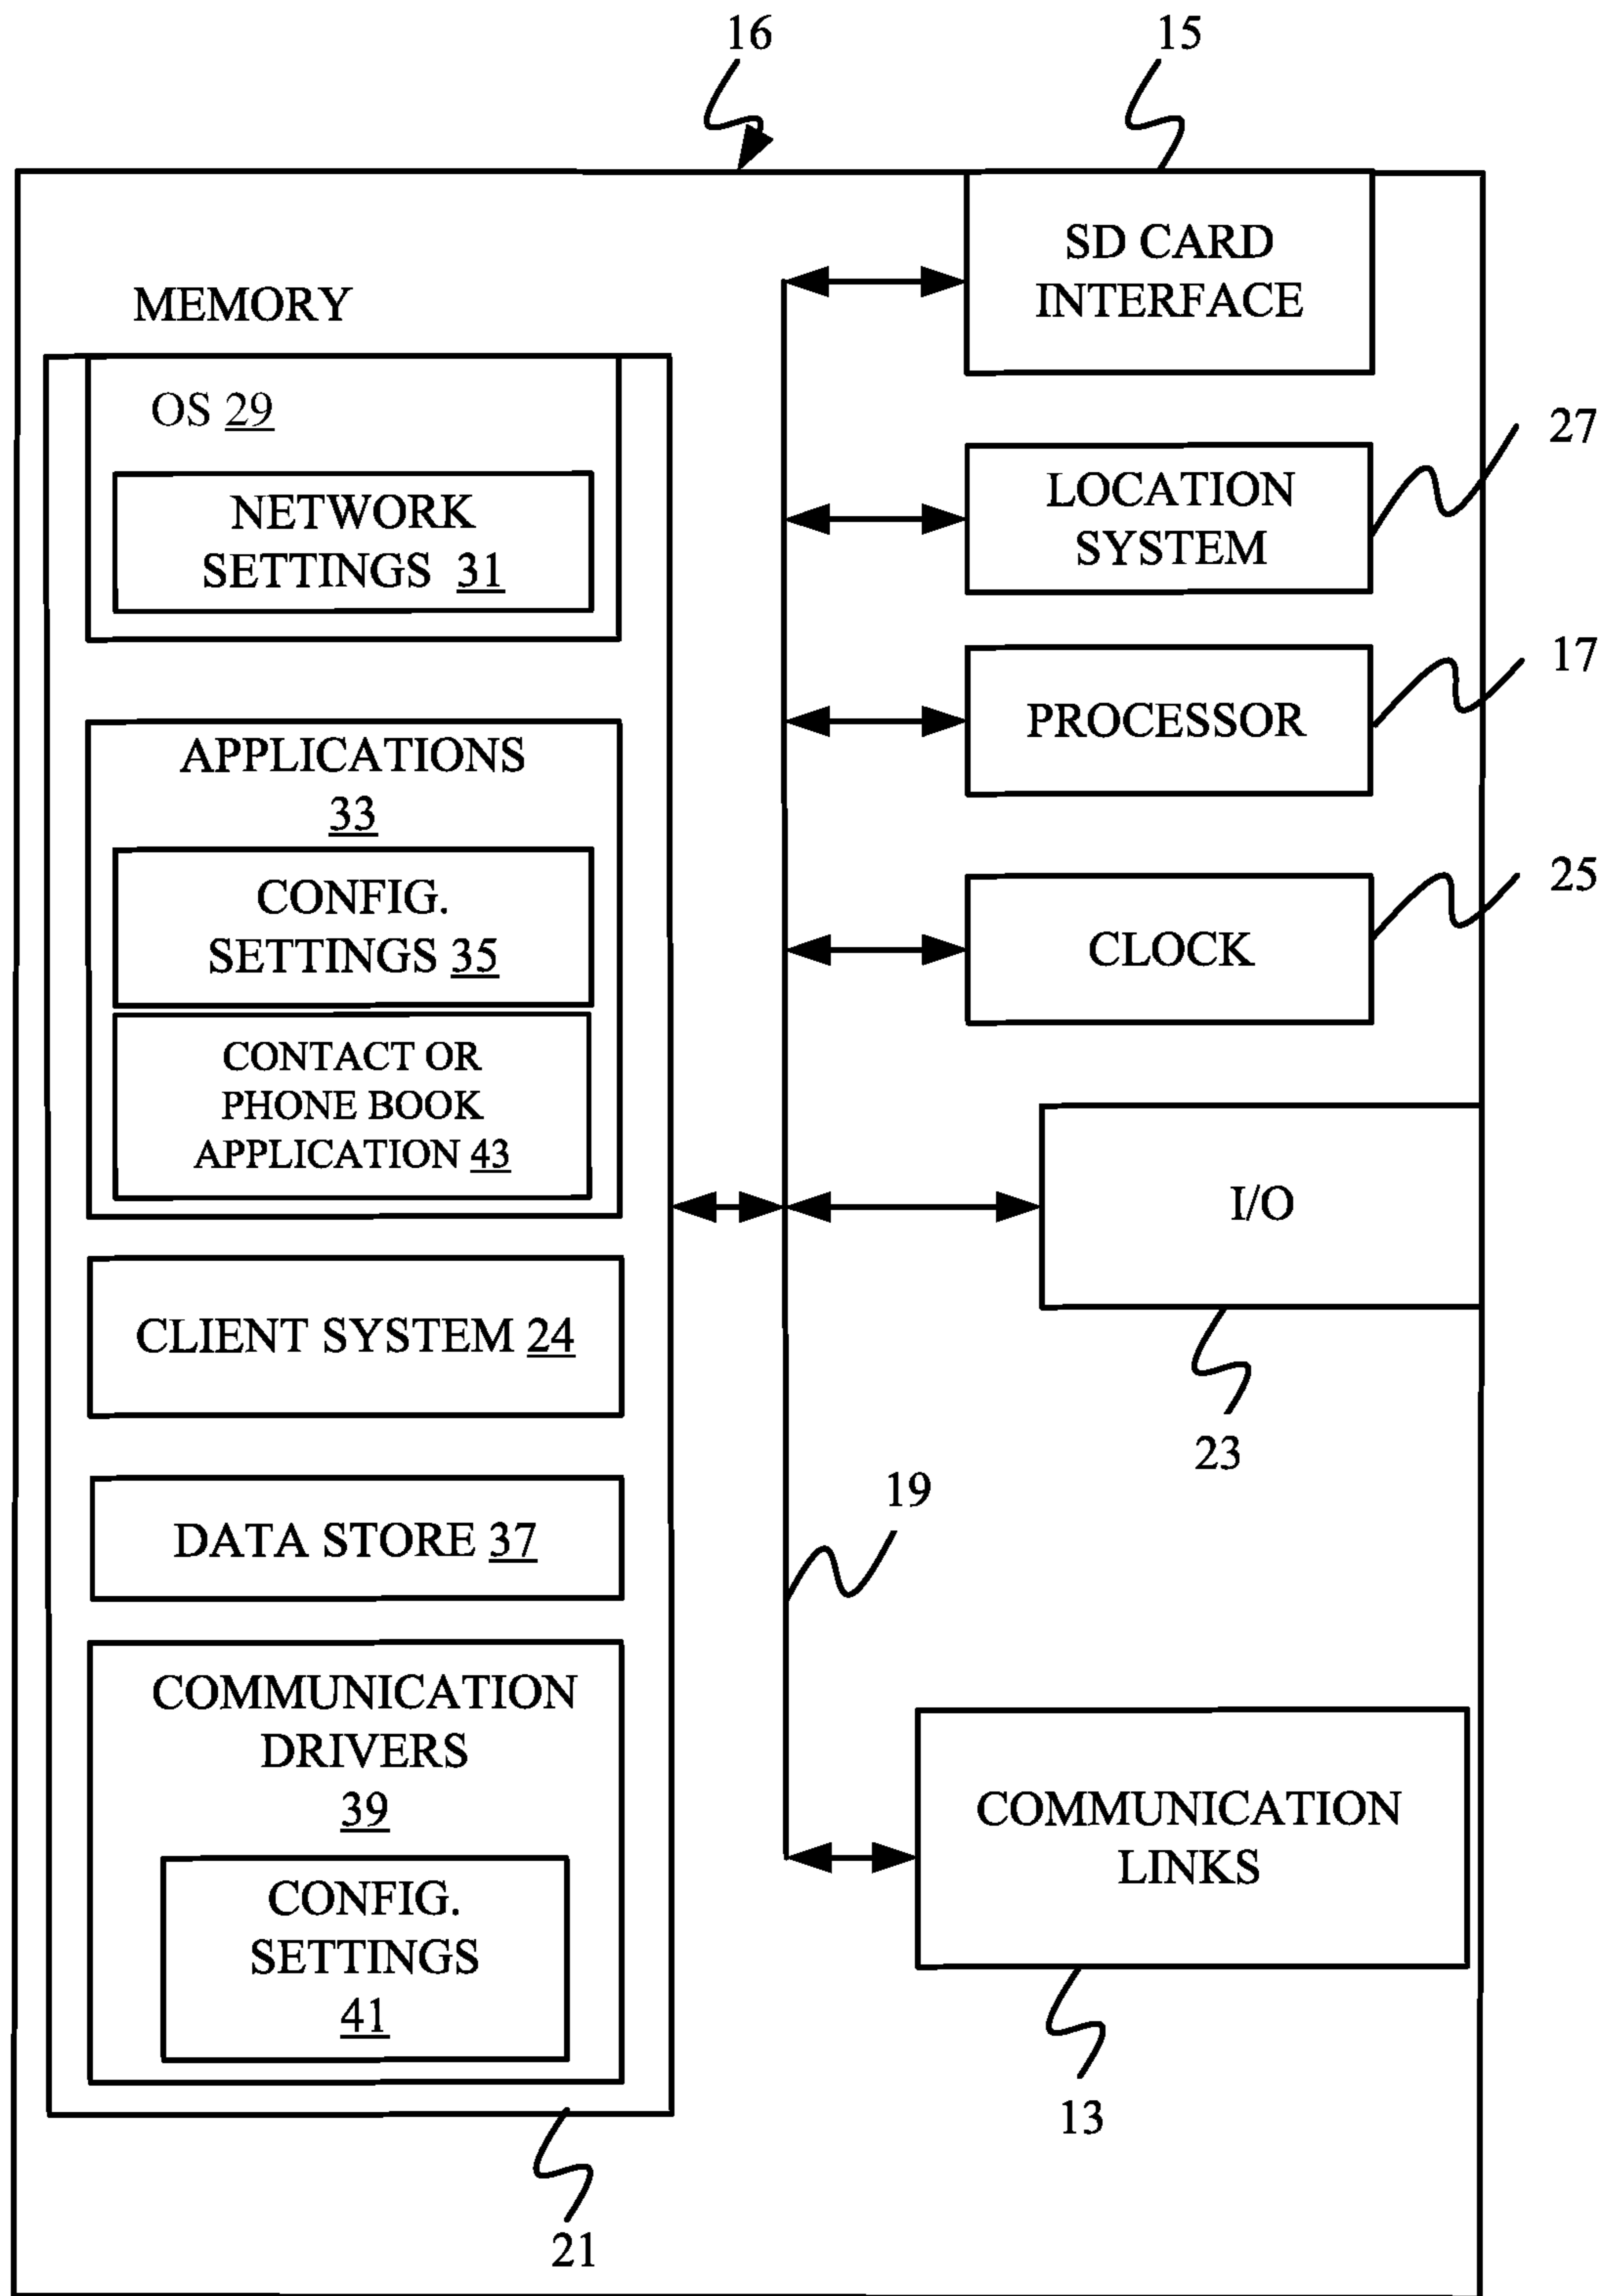 16
15
SD CARD
INTERFACE
MEMORY
OS 29
NETWORK
SETTINGS 31
27
LOCATION
SYSTEM
17
PROCESSOR
APPLICATIONS
33
CONFIG.
SETTINGS 35
25
CLOCK
CONTACT OR
PHONE BOOK
APPLICATION 43
I/O
CLIENT SYSTEM 24
23
19
DATA STORE 37
COMMUNICATION
DRIVERS
39
COMMUNICATION
LINKS
CONFIG.
SETTINGS
41
13
21